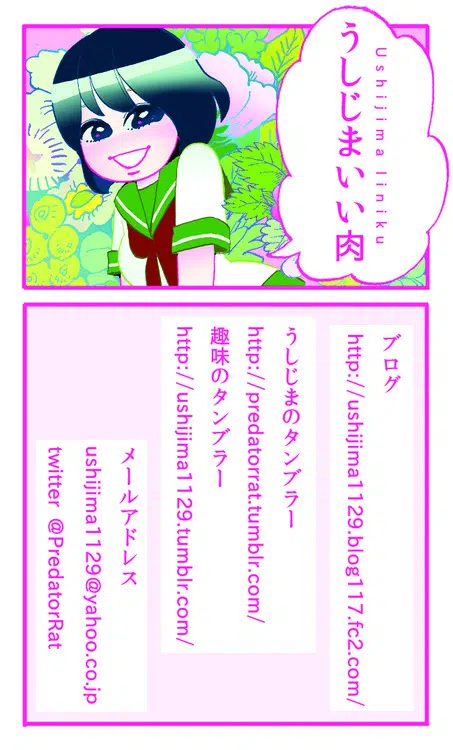 うしじまいい肉
Ushijima Iiniku
ブログ
http://ushijima1129.blog117.fc2.com/
うしじまのタンブラー
http://predatorrat.tumblr.com/
趣味のタンブラー
http://ushijima1129.tumblr.com/
メールアドレス
ushijima1129@yahoo.co.jp
twitter @PredatorRat